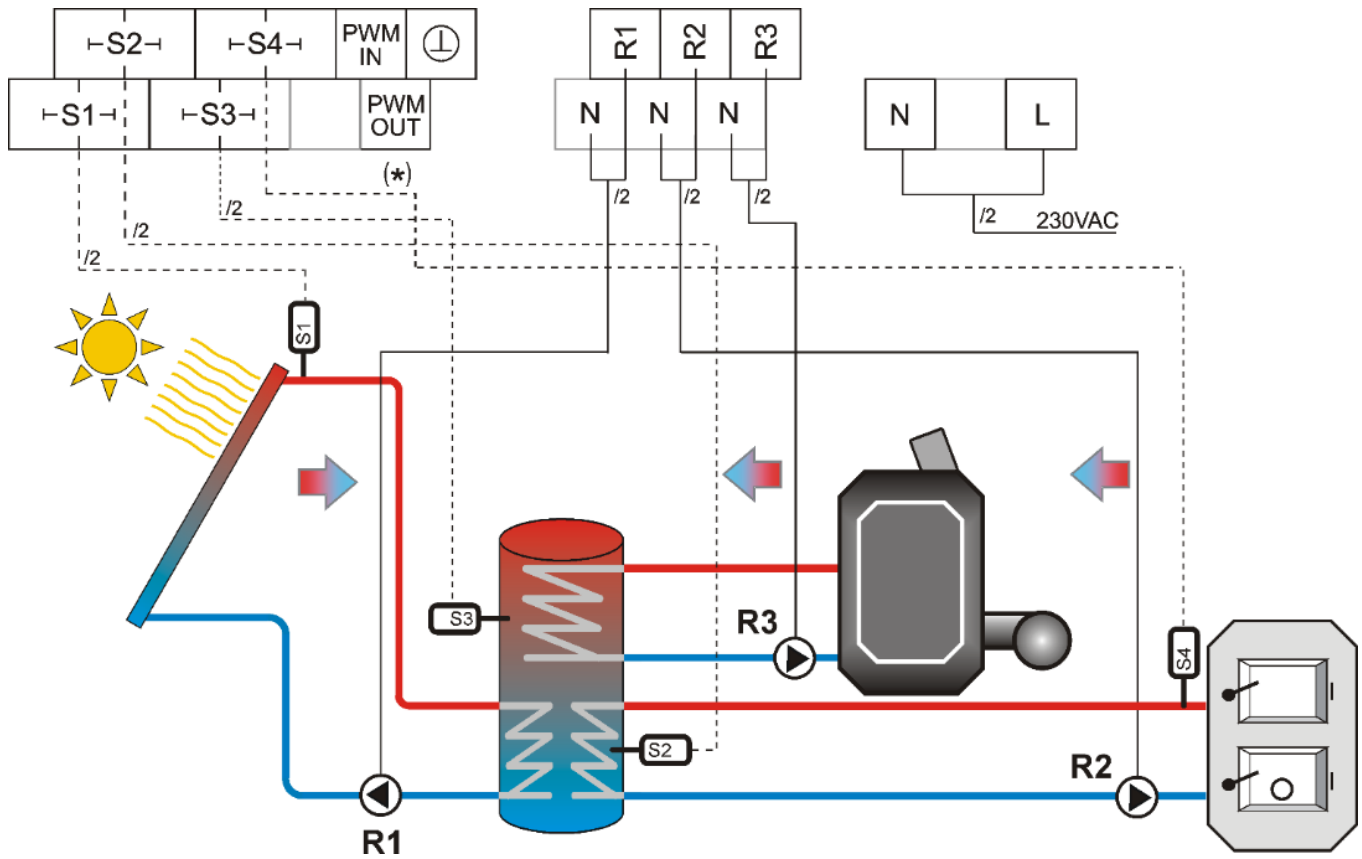 S2 S4 PWM IN
S1 S3 PWM OUT
R1 R2 R3
N N N
N L
(*)
/2 /2 /2 /2
/2 /2 /2
/2 230VAC
S1
S3
S2
S4
R3
R2
R1